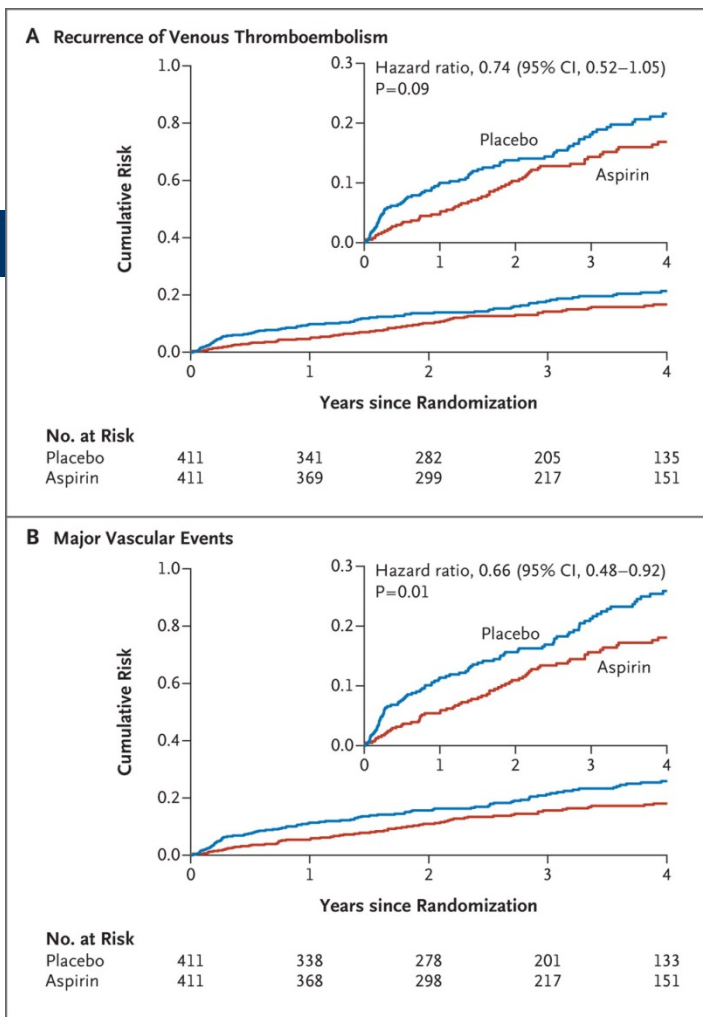 A Recurrence of Venous Thromboembolism
1.0
0.8
0.6
0.4
0.2
0.0
Cumulative Risk
0.3
0.2
0.1
0.0
Hazard ratio, 0.74 (95% CI, 0.52–1.05)
P=0.09
Placebo
Aspirin
0 1 2 3 4
0 1 2 3 4
Years since Randomization
No. at Risk
Placebo 411 341 282 205 135
Aspirin 411 369 299 217 151
B Major Vascular Events
1.0
0.8
0.6
0.4
0.2
0.0
Cumulative Risk
0.3
0.2
0.1
0.0
Hazard ratio, 0.66 (95% CI, 0.48–0.92)
P=0.01
Placebo
Aspirin
0 1 2 3 4
0 1 2 3 4
Years since Randomization
No. at Risk
Placebo 411 338 278 201 133
Aspirin 411 368 298 217 151